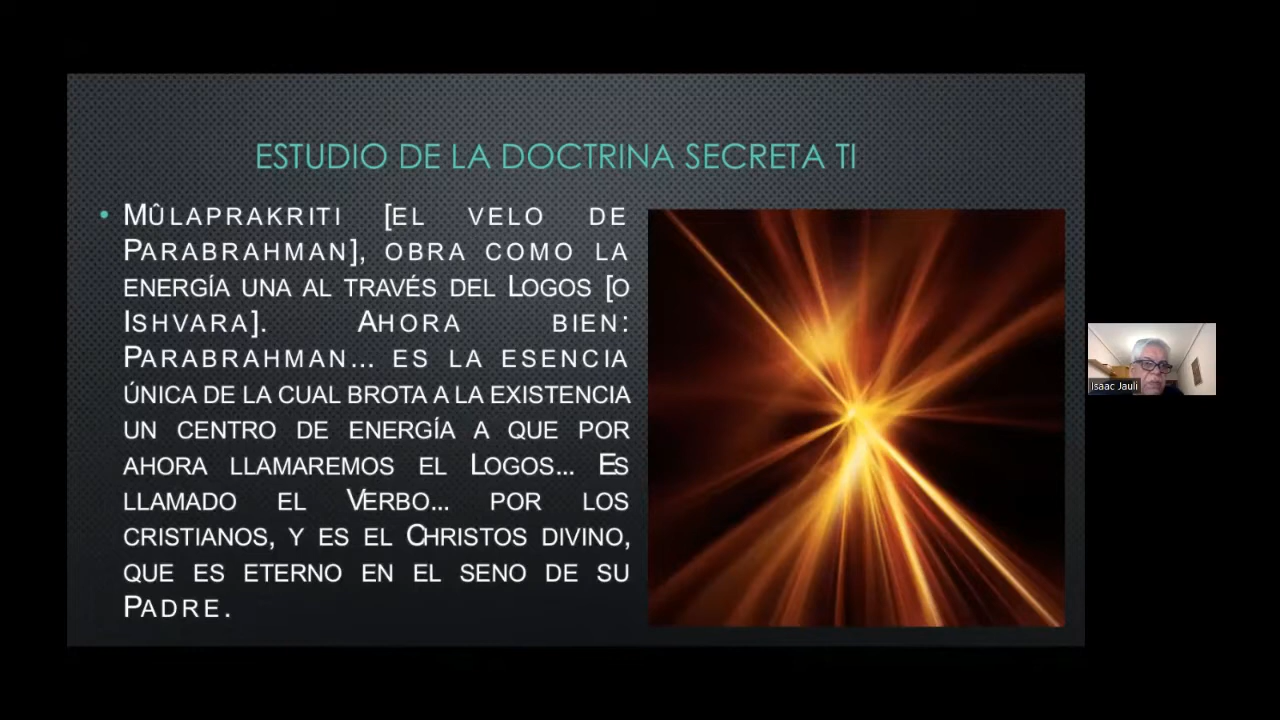 ESTUDIO DE LA DOCTRINA SECRETA TI
• MÛLAPRAKRITI [EL VELO DE
PARABRAHMAN], OBRA COMO LA
ENERGÍA UNA AL TRAVÉS DEL LOGOS [O
ISHVARA]. AHORA BIEN:
PARABRAHMAN... ES LA ESENCIA
ÚNICA DE LA CUAL BROTA A LA EXISTENCIA
UN CENTRO DE ENERGÍA A QUE POR
AHORA LLAMAREMOS EL LOGOS... ES
LLAMADO EL VERBO... POR LOS
CRISTIANOS, Y ES EL CHRISTOS DIVINO,
QUE ES ETERNO EN EL SENO DE SU
PADRE.
Isaac Jauli